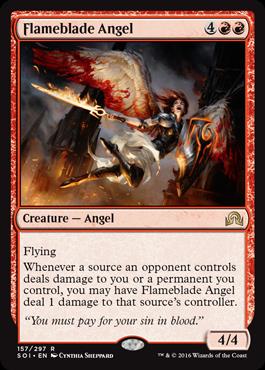 Flameblade Angel 4
Creature — Angel
Flying
Whenever a source an opponent controls
deals damage to you or a permanent you
control, you may have Flameblade Angel
deal 1 damage to that source's controller.
“You must pay for your sin in blood.”
4/4
157/297 R
SOI • EN CYNTHIA SHEPPARD
™ & © 2016 Wizards of the Coast